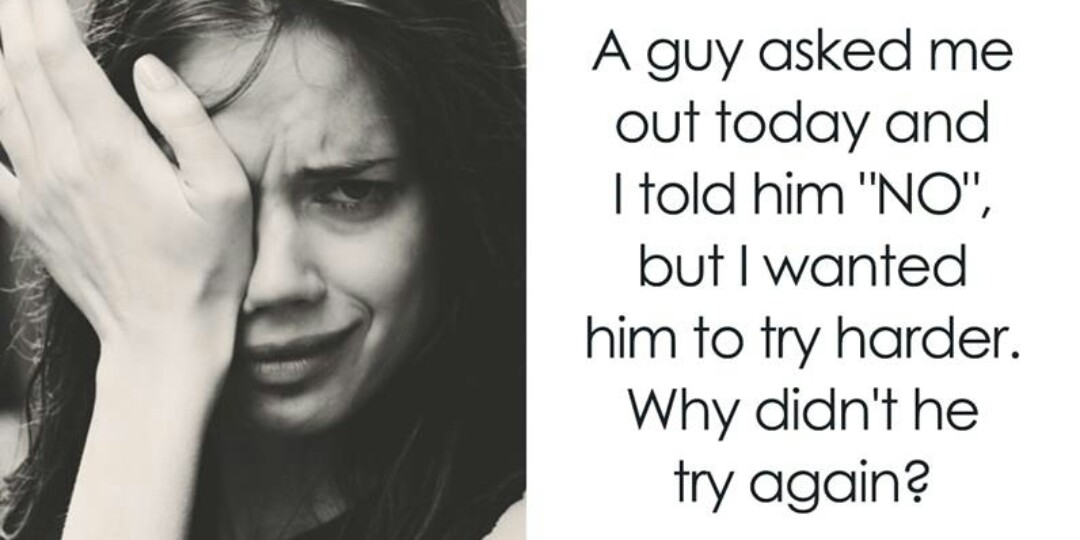 A guy asked me
out today and
I told him "NO",
but I wanted
him to try harder.
Why didn't he
try again?